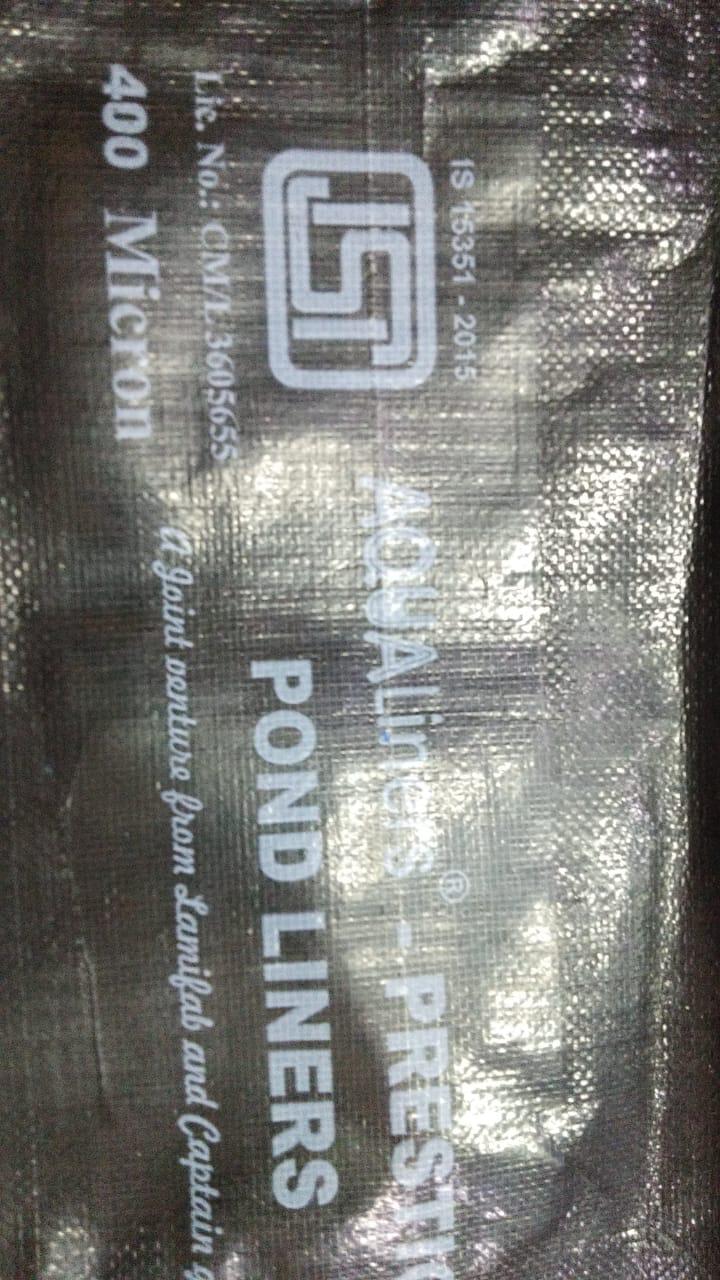 IS 15351 - 2015
ISI
Lic. No.: CM/L 3605655
400 Micron
AQUALiners® - PRESTI
POND LINERS
A joint venture from Lamifab and Captain